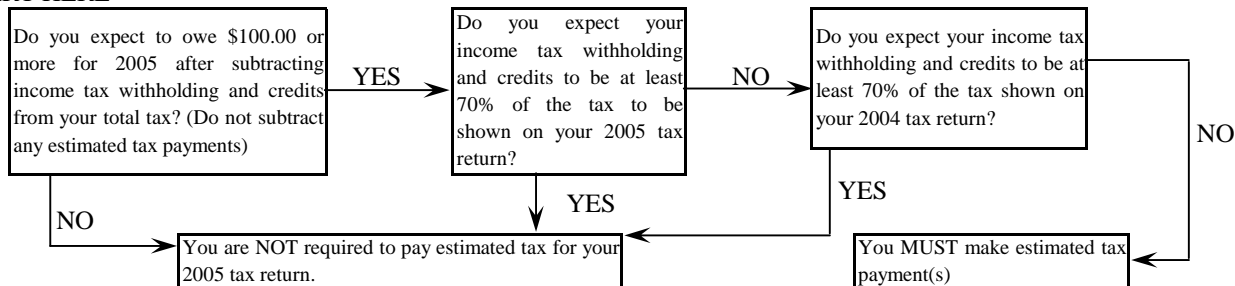 Do you expect to owe $100.00 or
more for 2005 after subtracting
income tax withholding and credits
from your total tax? (Do not subtract
any estimated tax payments)
YES
Do you expect your
income tax withholding
and credits to be at least
70% of the tax to be
shown on your 2005 tax
return?
NO
Do you expect your income tax
withholding and credits to be at
least 70% of the tax shown on
your 2004 tax return?
NO
NO
YES
YES
You are NOT required to pay estimated tax for your
2005 tax return.
You MUST make estimated tax
payment(s)